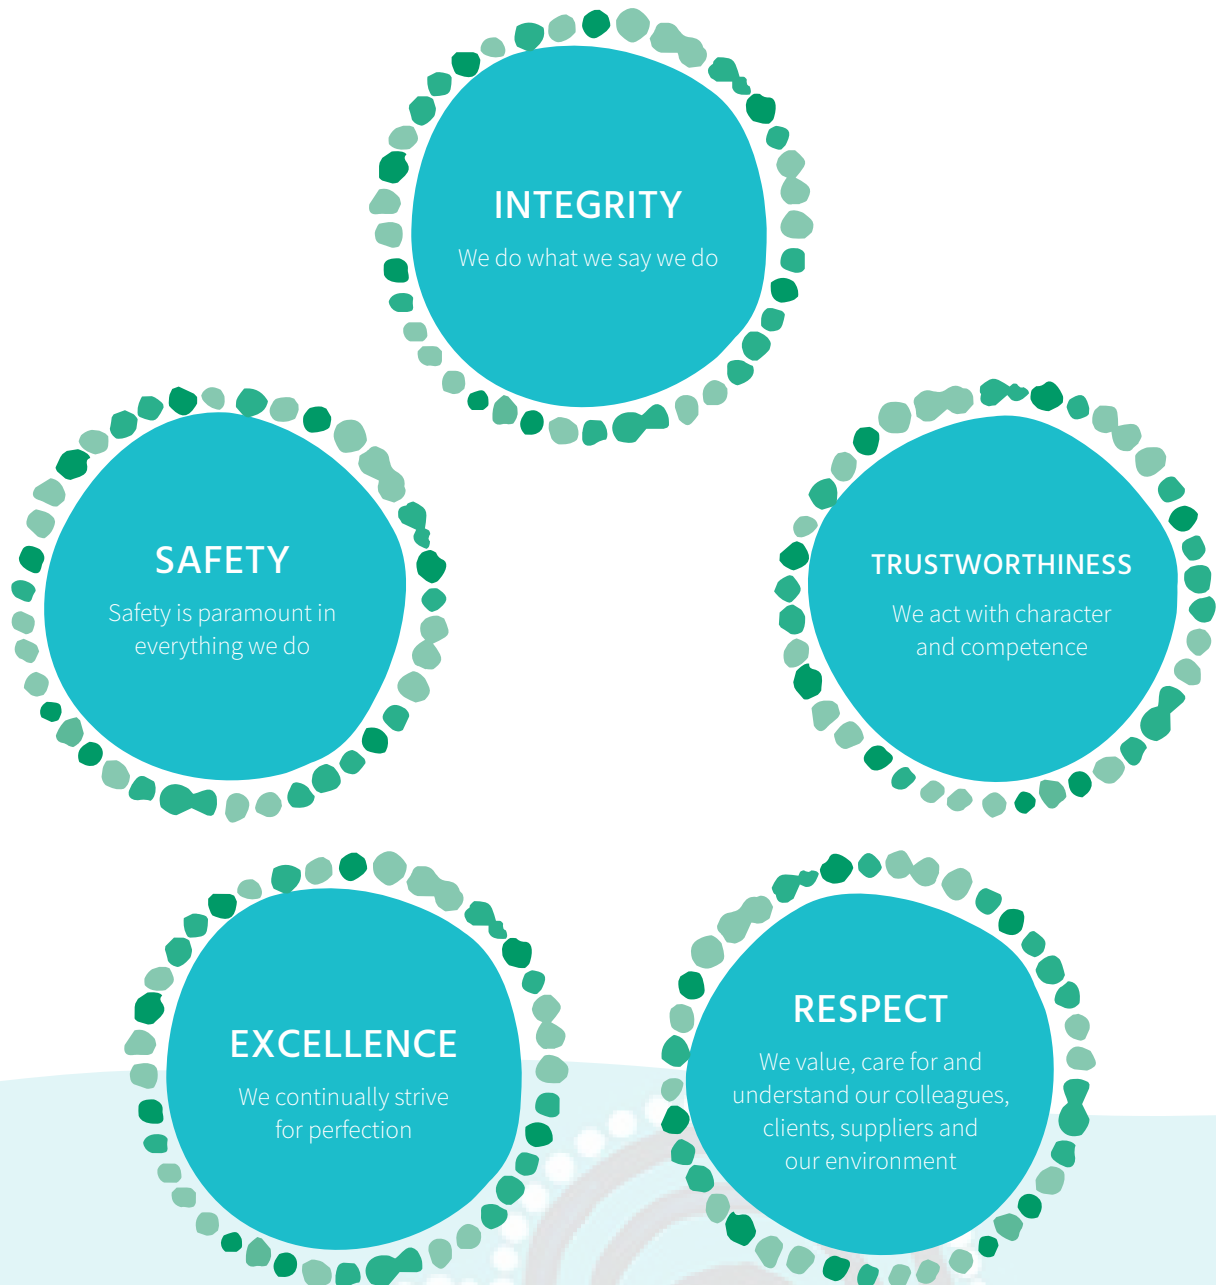 INTEGRITY
We do what we say we do
SAFETY
Safety is paramount in
everything we do
TRUSTWORTHINESS
We act with character
and competence
EXCELLENCE
We continually strive
for perfection
RESPECT
We value, care for and
understand our colleagues,
clients, suppliers and
our environment